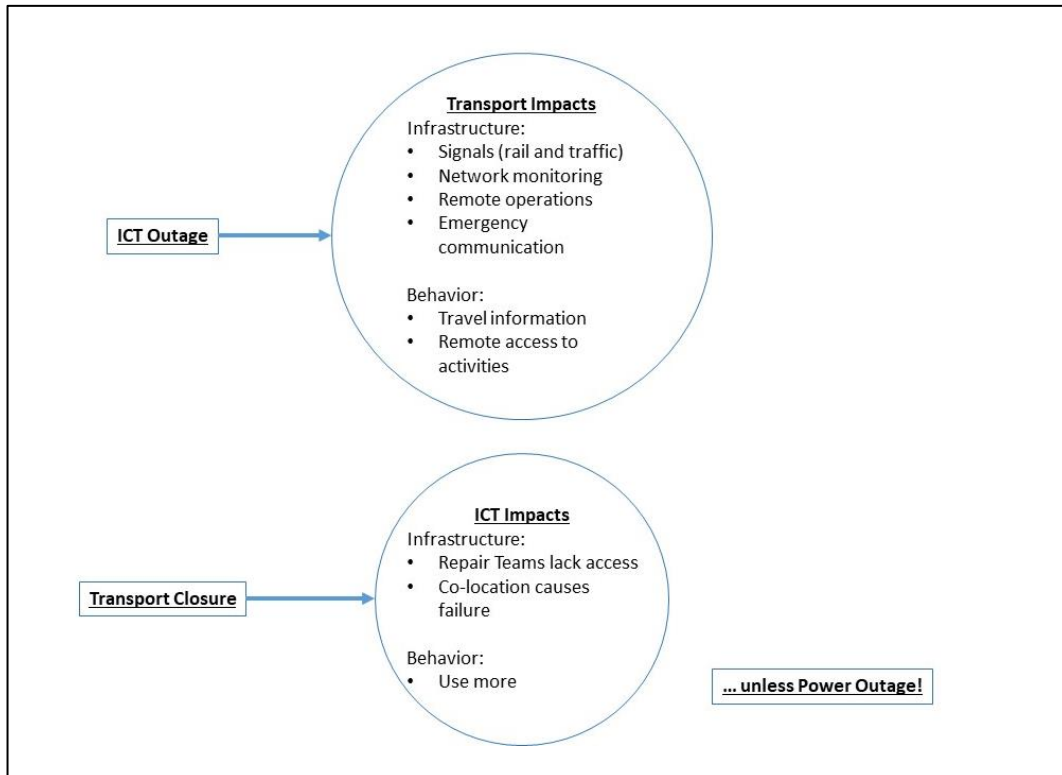 Transport Impacts
Infrastructure:
• Signals (rail and traffic)
• Network monitoring
• Remote operations
• Emergency
communication
Behavior:
• Travel information
• Remote access to
activities
ICT Outage
ICT Impacts
Infrastructure:
• Repair Teams lack access
• Co-location causes
failure
Behavior:
• Use more
Transport Closure
... unless Power Outage!